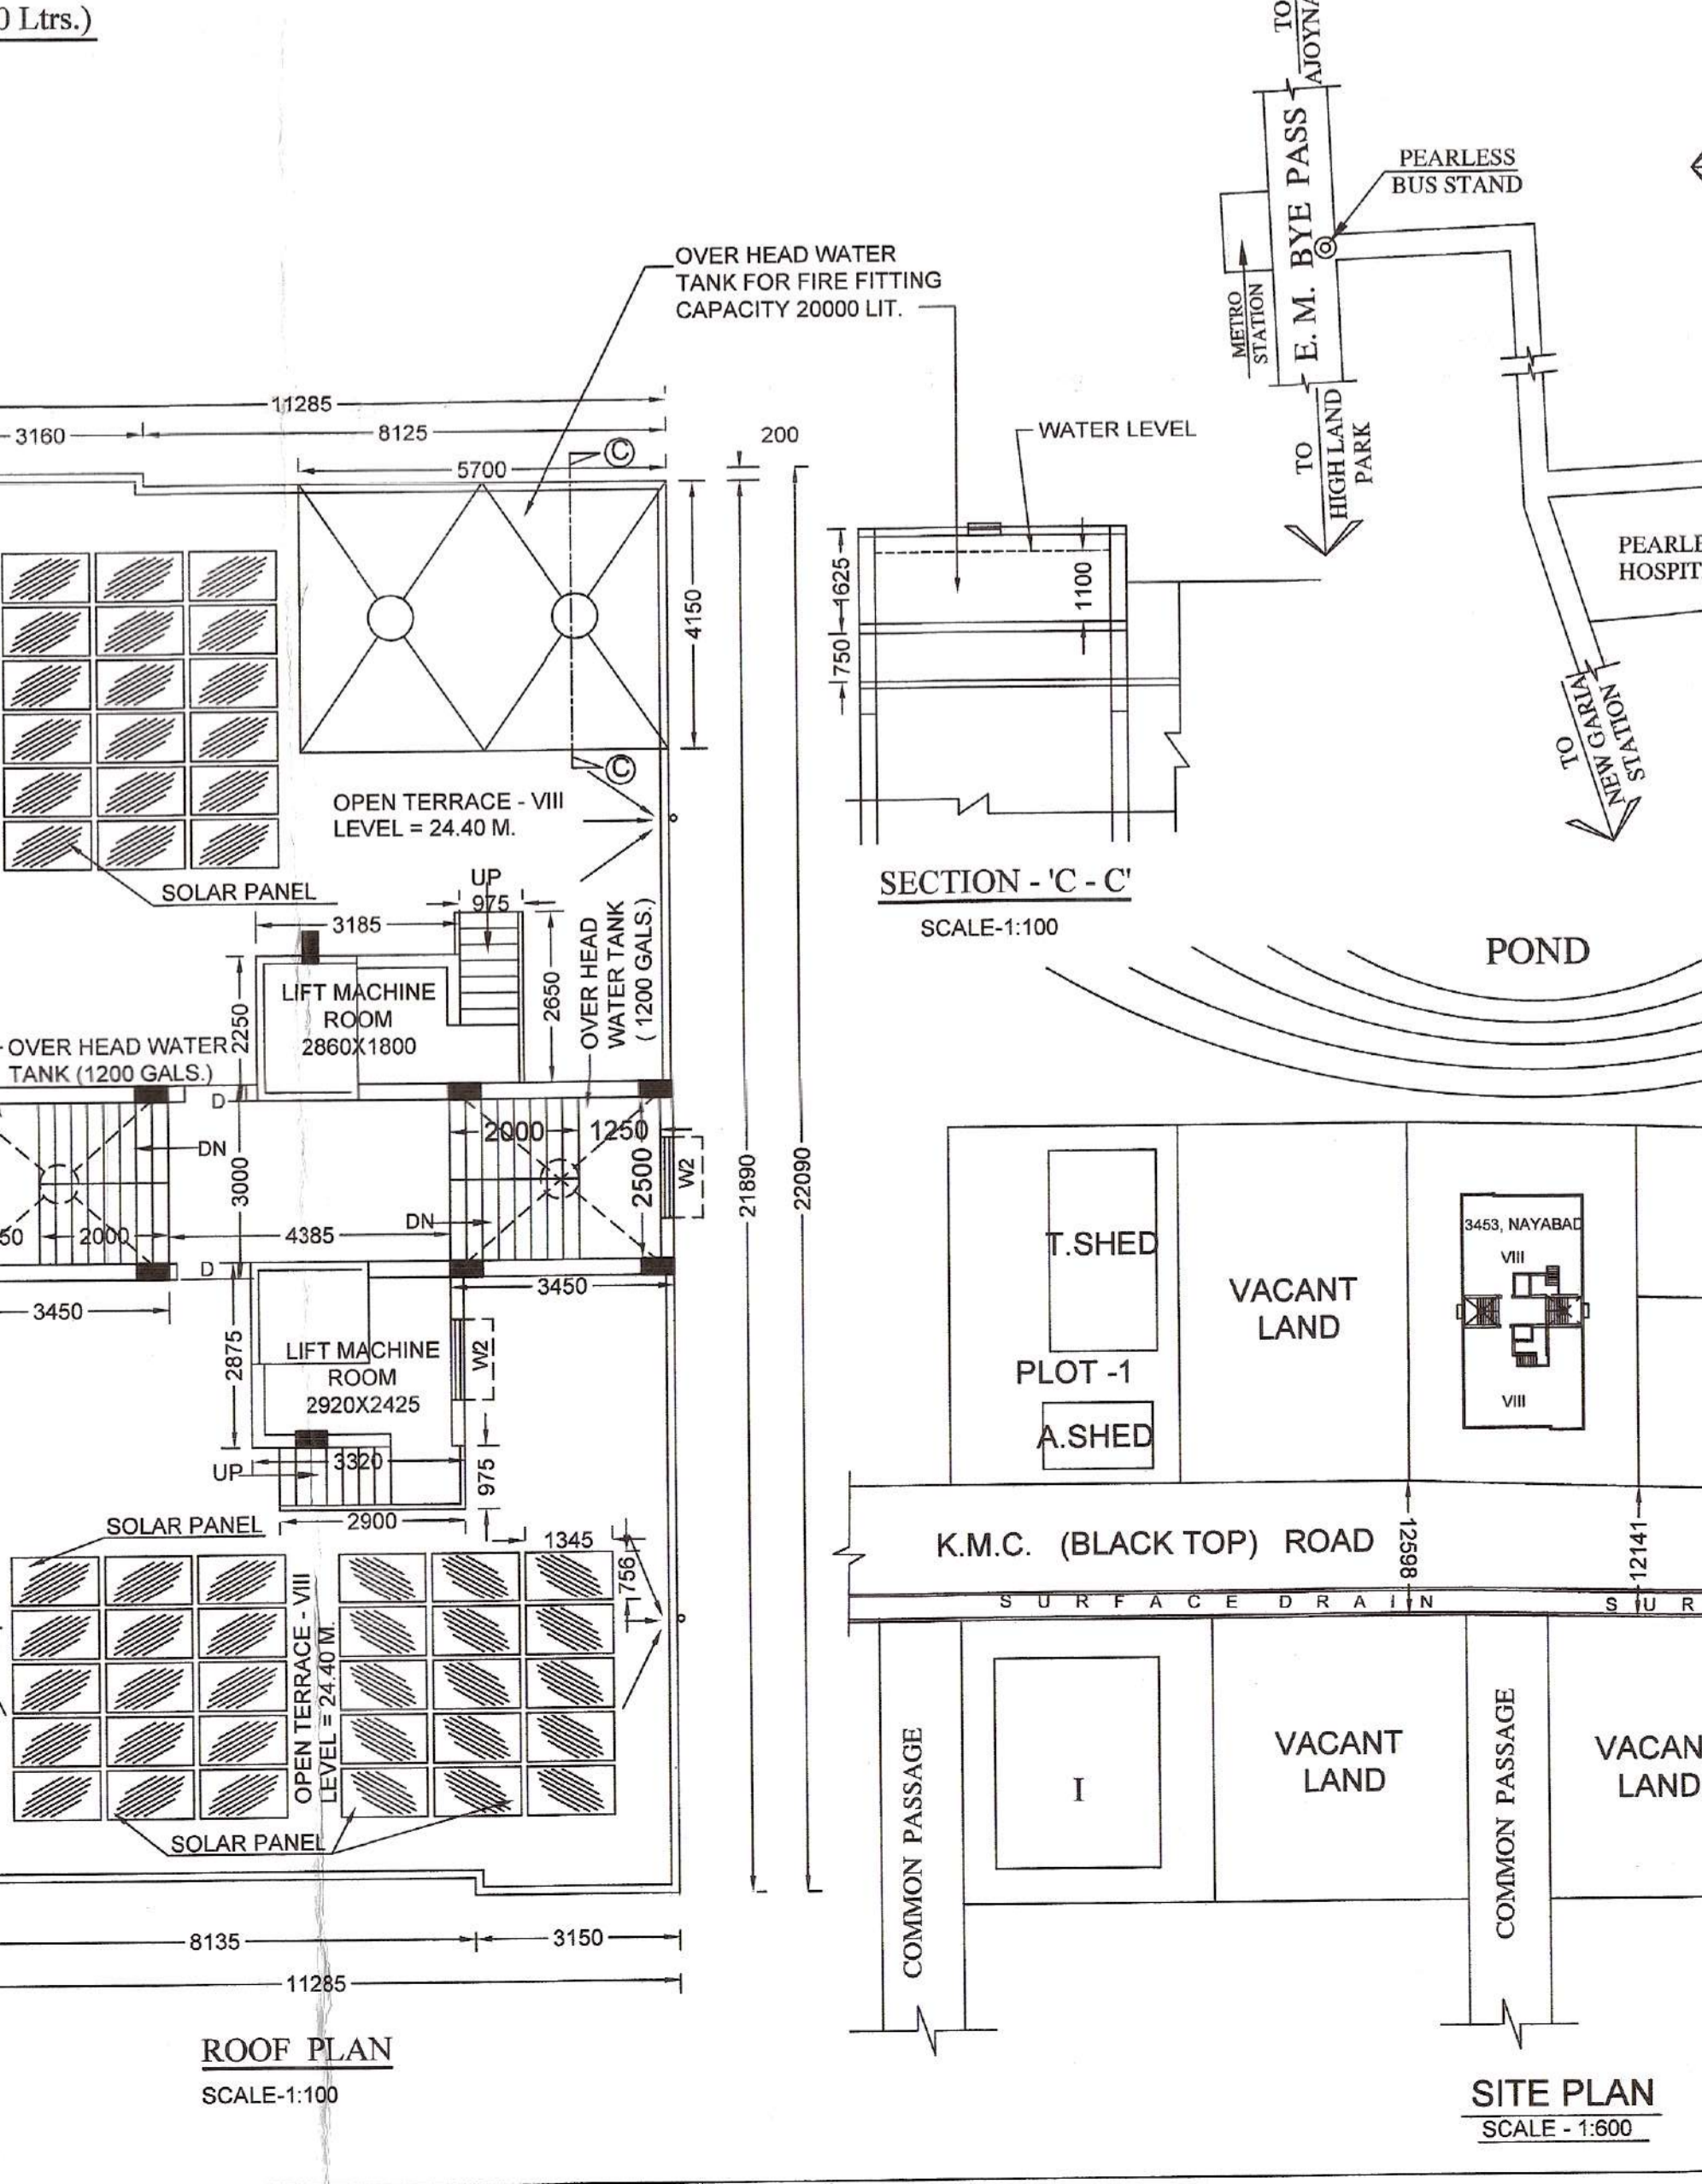 0 Ltrs.)
TO
AJOYNA
E. M. BYE PASS
PEARLESS
BUS STAND
METRO
STATION
TO
HIGH LAND
PARK
PEARLE
HOSPIT
TO
NEW GARIA
STATION
OVER HEAD WATER
TANK FOR FIRE FITTING
CAPACITY 20000 LIT.
11285
3160
8125
200
5700
C
4150
C
OPEN TERRACE - VIII
LEVEL = 24.40 M.
SOLAR PANEL
UP
975
3185
2650
OVER HEAD
WATER TANK
( 1200 GALS.)
LIFT MACHINE
ROOM
2860X1800
2250
OVER HEAD WATER
TANK (1200 GALS.)
D
DN
2000
1250
2500
W2
3000
50
2000
4385
DN
D
3450
3450
21890
22090
2875
LIFT MACHINE
ROOM
2920X2425
W2
UP
3320
975
2900
SOLAR PANEL
1345
756
OPEN TERRACE - VIII
LEVEL = 24.40 M.
SOLAR PANEL
8135
3150
11285
ROOF PLAN
SCALE-1:100
WATER LEVEL
1625
1100
750
SECTION - 'C - C'
SCALE-1:100
POND
T.SHED
PLOT -1
A.SHED
VACANT
LAND
3453, NAYABAD
VIII
VIII
K.M.C. (BLACK TOP) ROAD
12598
12141
SURFACE DRAIN
SUR
COMMON PASSAGE
I
VACANT
LAND
COMMON PASSAGE
VACAN
LAND
SITE PLAN
SCALE - 1:600